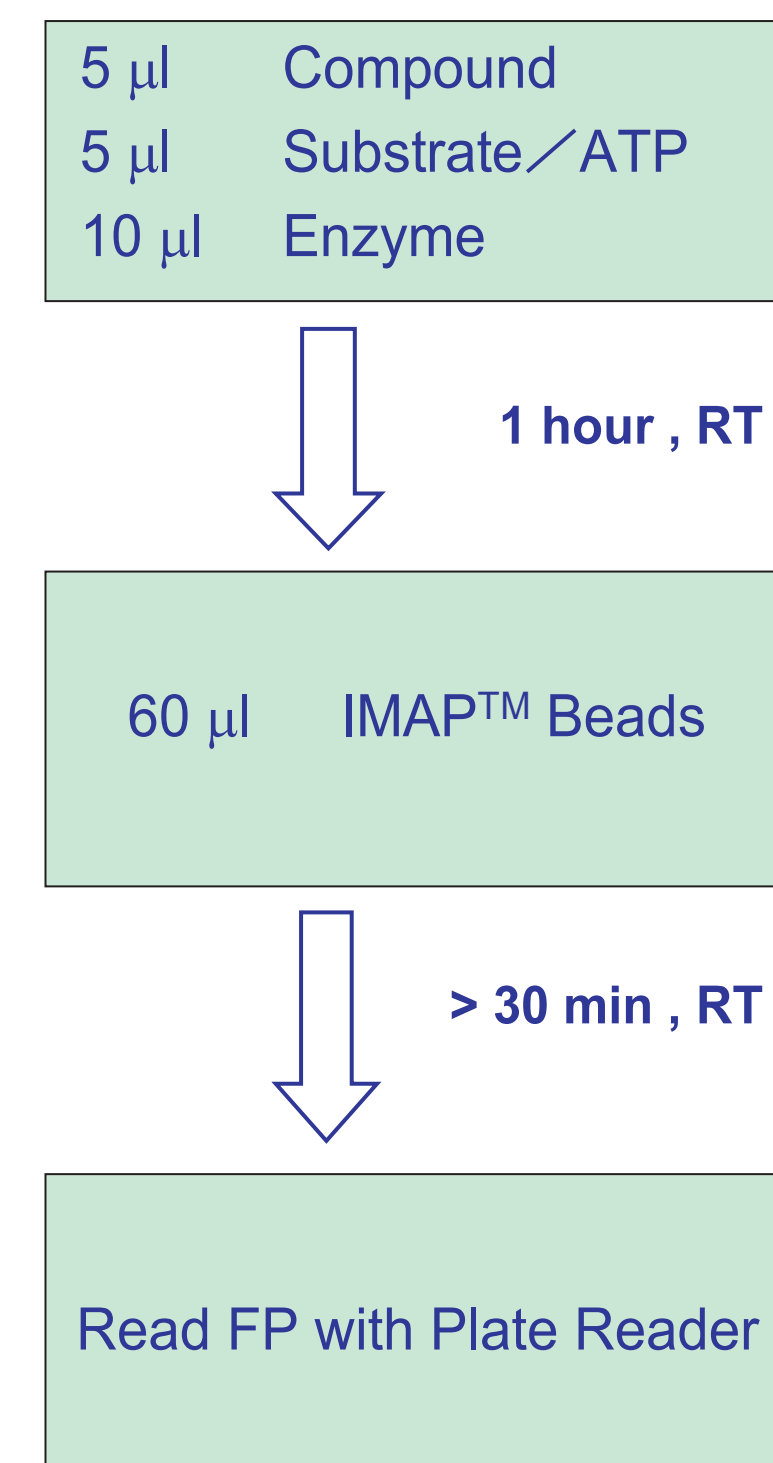 5 μl Compound
5 μl Substrate／ATP
10 μl Enzyme
1 hour , RT
60 μl IMAP™ Beads
> 30 min , RT
Read FP with Plate Reader